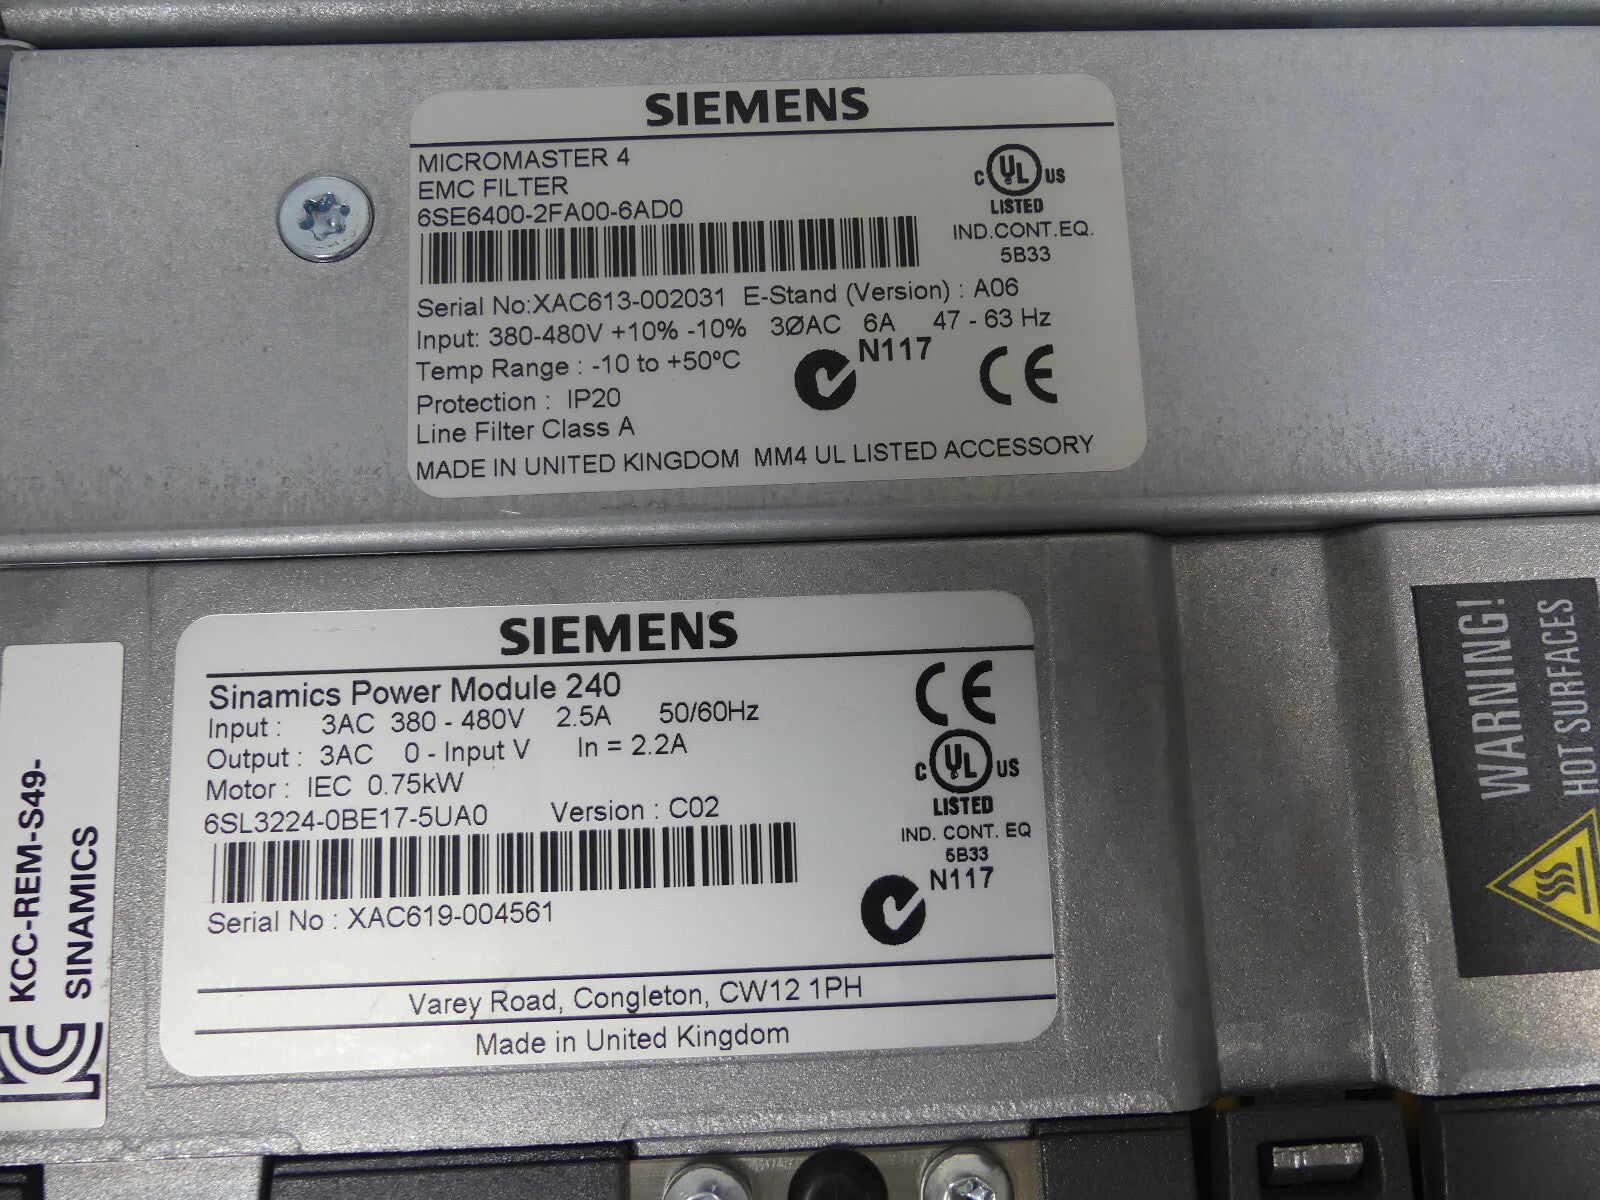 SIEMENS
MICROMASTER 4
EMC FILTER
6SE6400-2FA00-6AD0
C UL US
LISTED
IND.CONT.EQ.
5B33
Serial No:XAC613-002031 E-Stand (Version) : A06
Input: 380-480V +10% -10% 3ØAC 6A 47 - 63 Hz
Temp Range : -10 to +50ºC
N117
CE
Protection : IP20
Line Filter Class A
MADE IN UNITED KINGDOM MM4 UL LISTED ACCESSORY
SIEMENS
Sinamics Power Module 240
Input : 3AC 380 - 480V 2.5A 50/60Hz
Output : 3AC 0 - Input V In = 2.2A
Motor : IEC 0.75kW
6SL3224-0BE17-5UA0 Version : C02
Serial No : XAC619-004561
CE
C UL US
LISTED
IND. CONT. EQ
5B33
N117
Varey Road, Congleton, CW12 1PH
Made in United Kingdom
KCC-REM-S49-
SINAMICS
WARNING!
HOT SURFACES